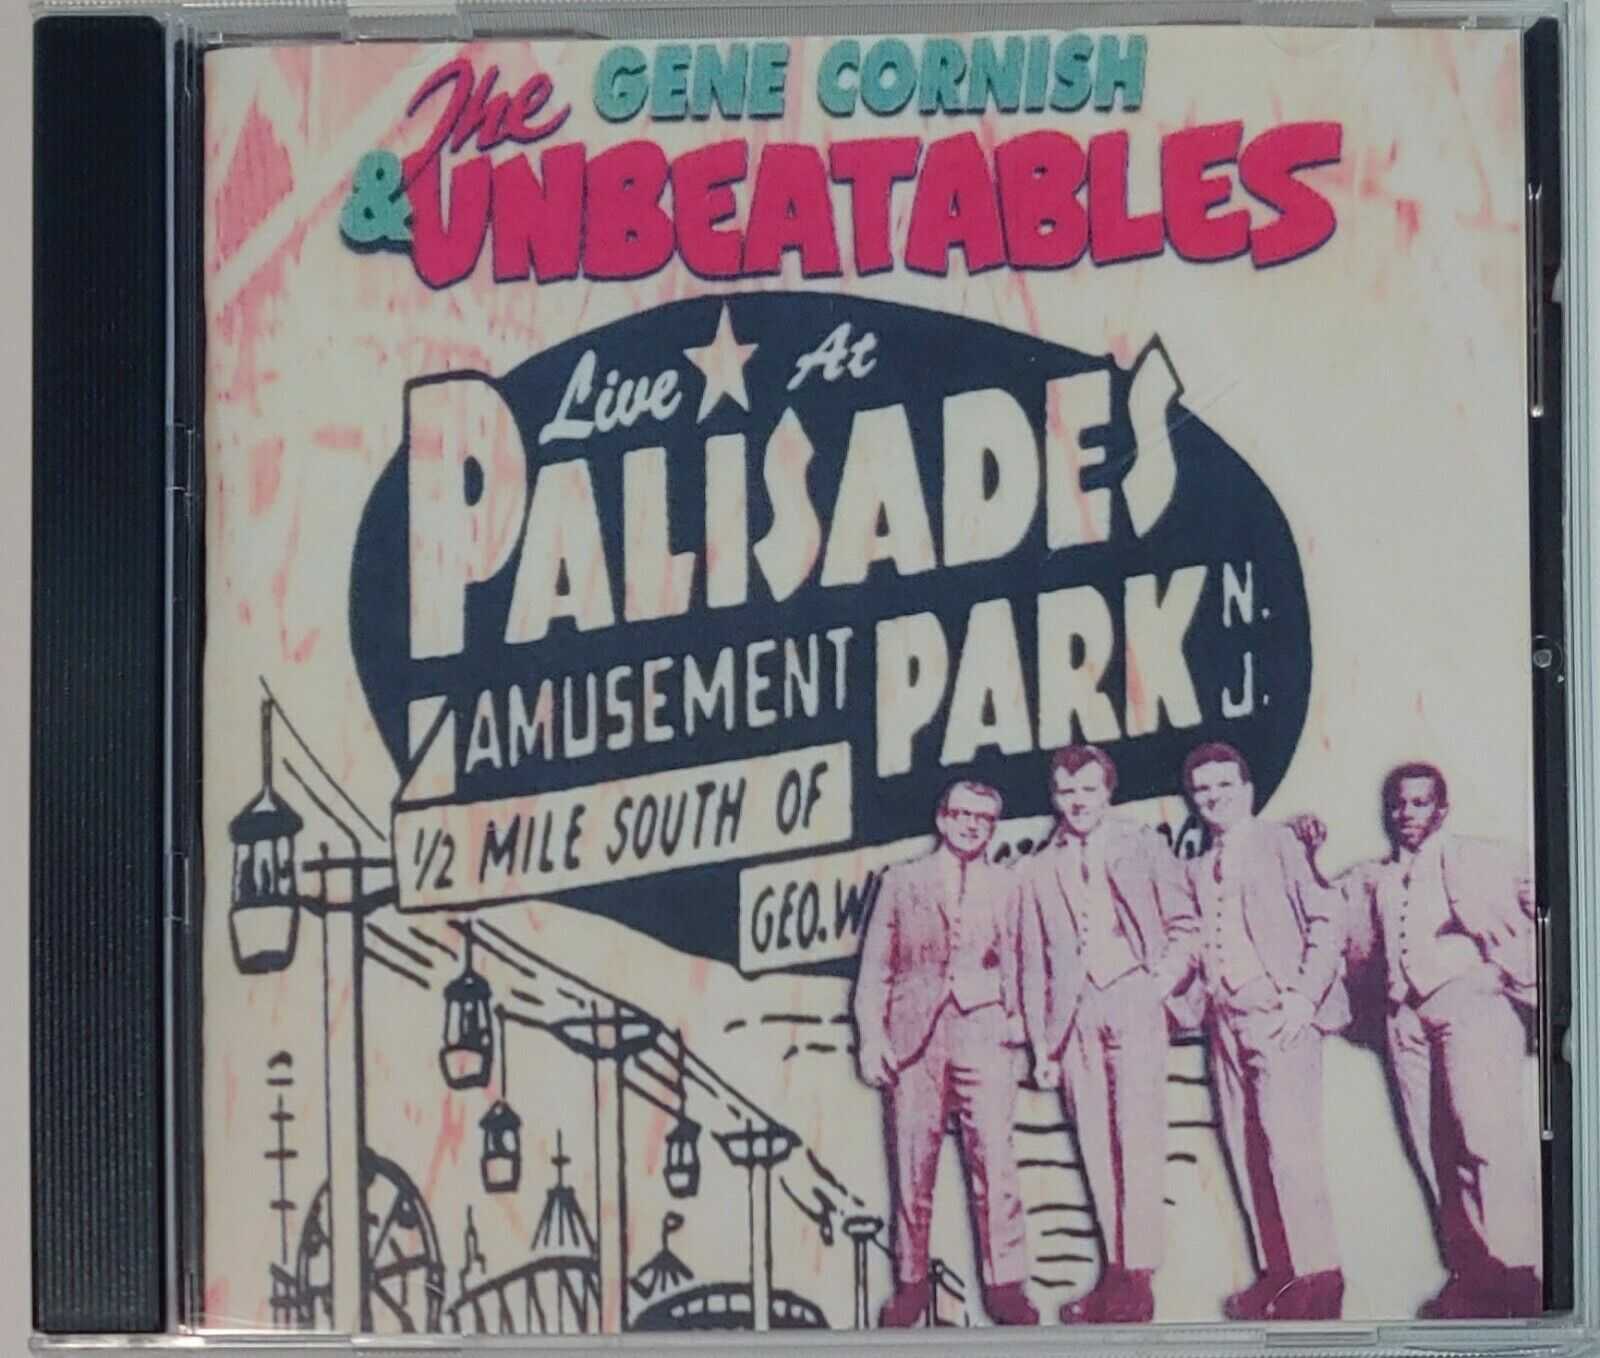 GENE CORNISH
& The UNBEATABLES
Live At
PALISADES
AMUSEMENT PARK N.J.
1/2 MILE SOUTH OF
GEO.